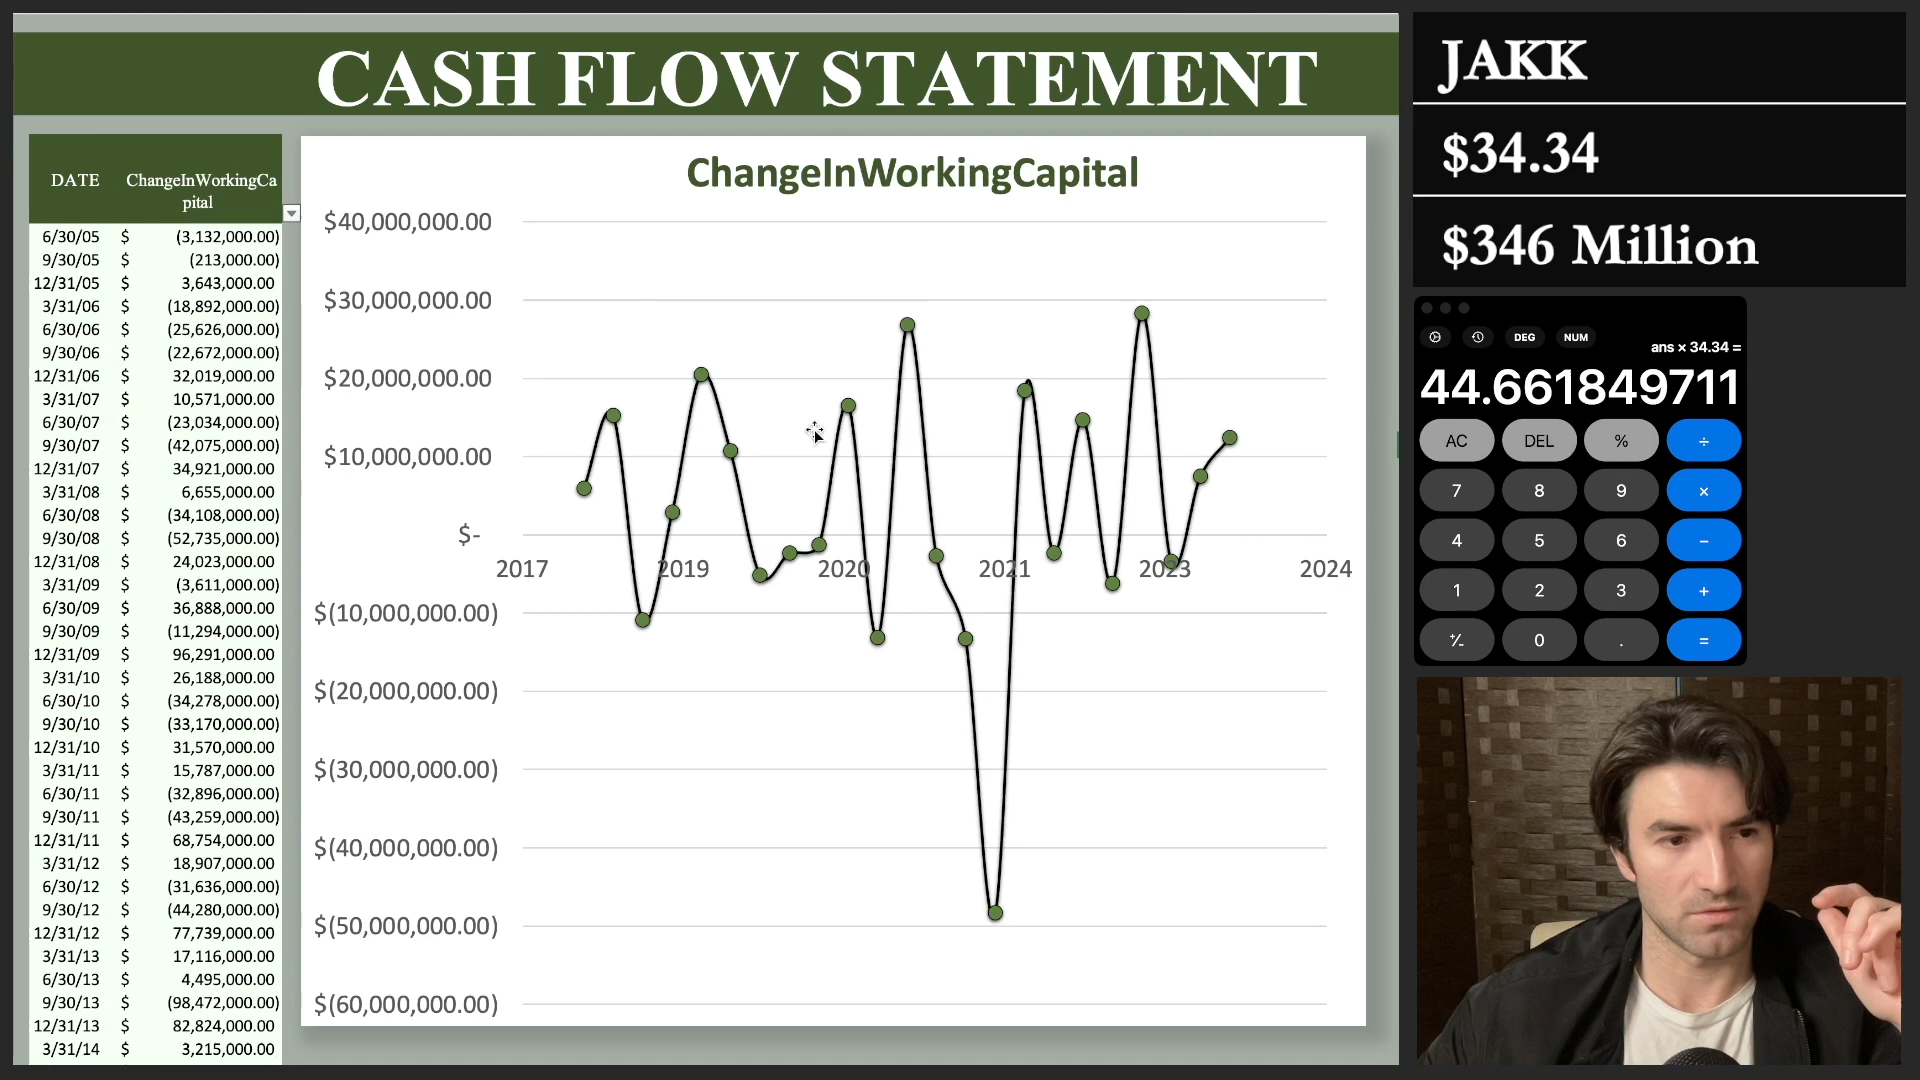 CASH FLOW STATEMENT
DATE ChangeInWorkingCa
pital
6/30/05 $ (3,132,000.00)
9/30/05 $ (213,000.00)
12/31/05 $ 3,643,000.00
3/31/06 $ (18,892,000.00)
6/30/06 $ (25,626,000.00)
9/30/06 $ (22,672,000.00)
12/31/06 $ 32,019,000.00
3/31/07 $ 10,571,000.00
6/30/07 $ (23,034,000.00)
9/30/07 $ (42,075,000.00)
12/31/07 $ 34,921,000.00
3/31/08 $ 6,655,000.00
6/30/08 $ (34,108,000.00)
9/30/08 $ (52,735,000.00)
12/31/08 $ 24,023,000.00
3/31/09 $ (3,611,000.00)
6/30/09 $ 36,888,000.00
9/30/09 $ (11,294,000.00)
12/31/09 $ 96,291,000.00
3/31/10 $ 26,188,000.00
6/30/10 $ (34,278,000.00)
9/30/10 $ (33,170,000.00)
12/31/10 $ 31,570,000.00
3/31/11 $ 15,787,000.00
6/30/11 $ (32,896,000.00)
9/30/11 $ (43,259,000.00)
12/31/11 $ 68,754,000.00
3/31/12 $ 18,907,000.00
6/30/12 $ (31,636,000.00)
9/30/12 $ (44,280,000.00)
12/31/12 $ 77,739,000.00
3/31/13 $ 17,116,000.00
6/30/13 $ 4,495,000.00
9/30/13 $ (98,472,000.00)
12/31/13 $ 82,824,000.00
3/31/14 $ 3,215,000.00
ChangeInWorkingCapital
$40,000,000.00
$30,000,000.00
$20,000,000.00
$10,000,000.00
$-
2017 2019 2020 2021 2023 2024
$(10,000,000.00)
$(20,000,000.00)
$(30,000,000.00)
$(40,000,000.00)
$(50,000,000.00)
$(60,000,000.00)
JAKK
$34.34
$346 Million
DEG NUM
ans × 34.34 =
44.661849711
AC DEL % ÷
7 8 9 ×
4 5 6 −
1 2 3 +
⁺∕₋ 0 . =